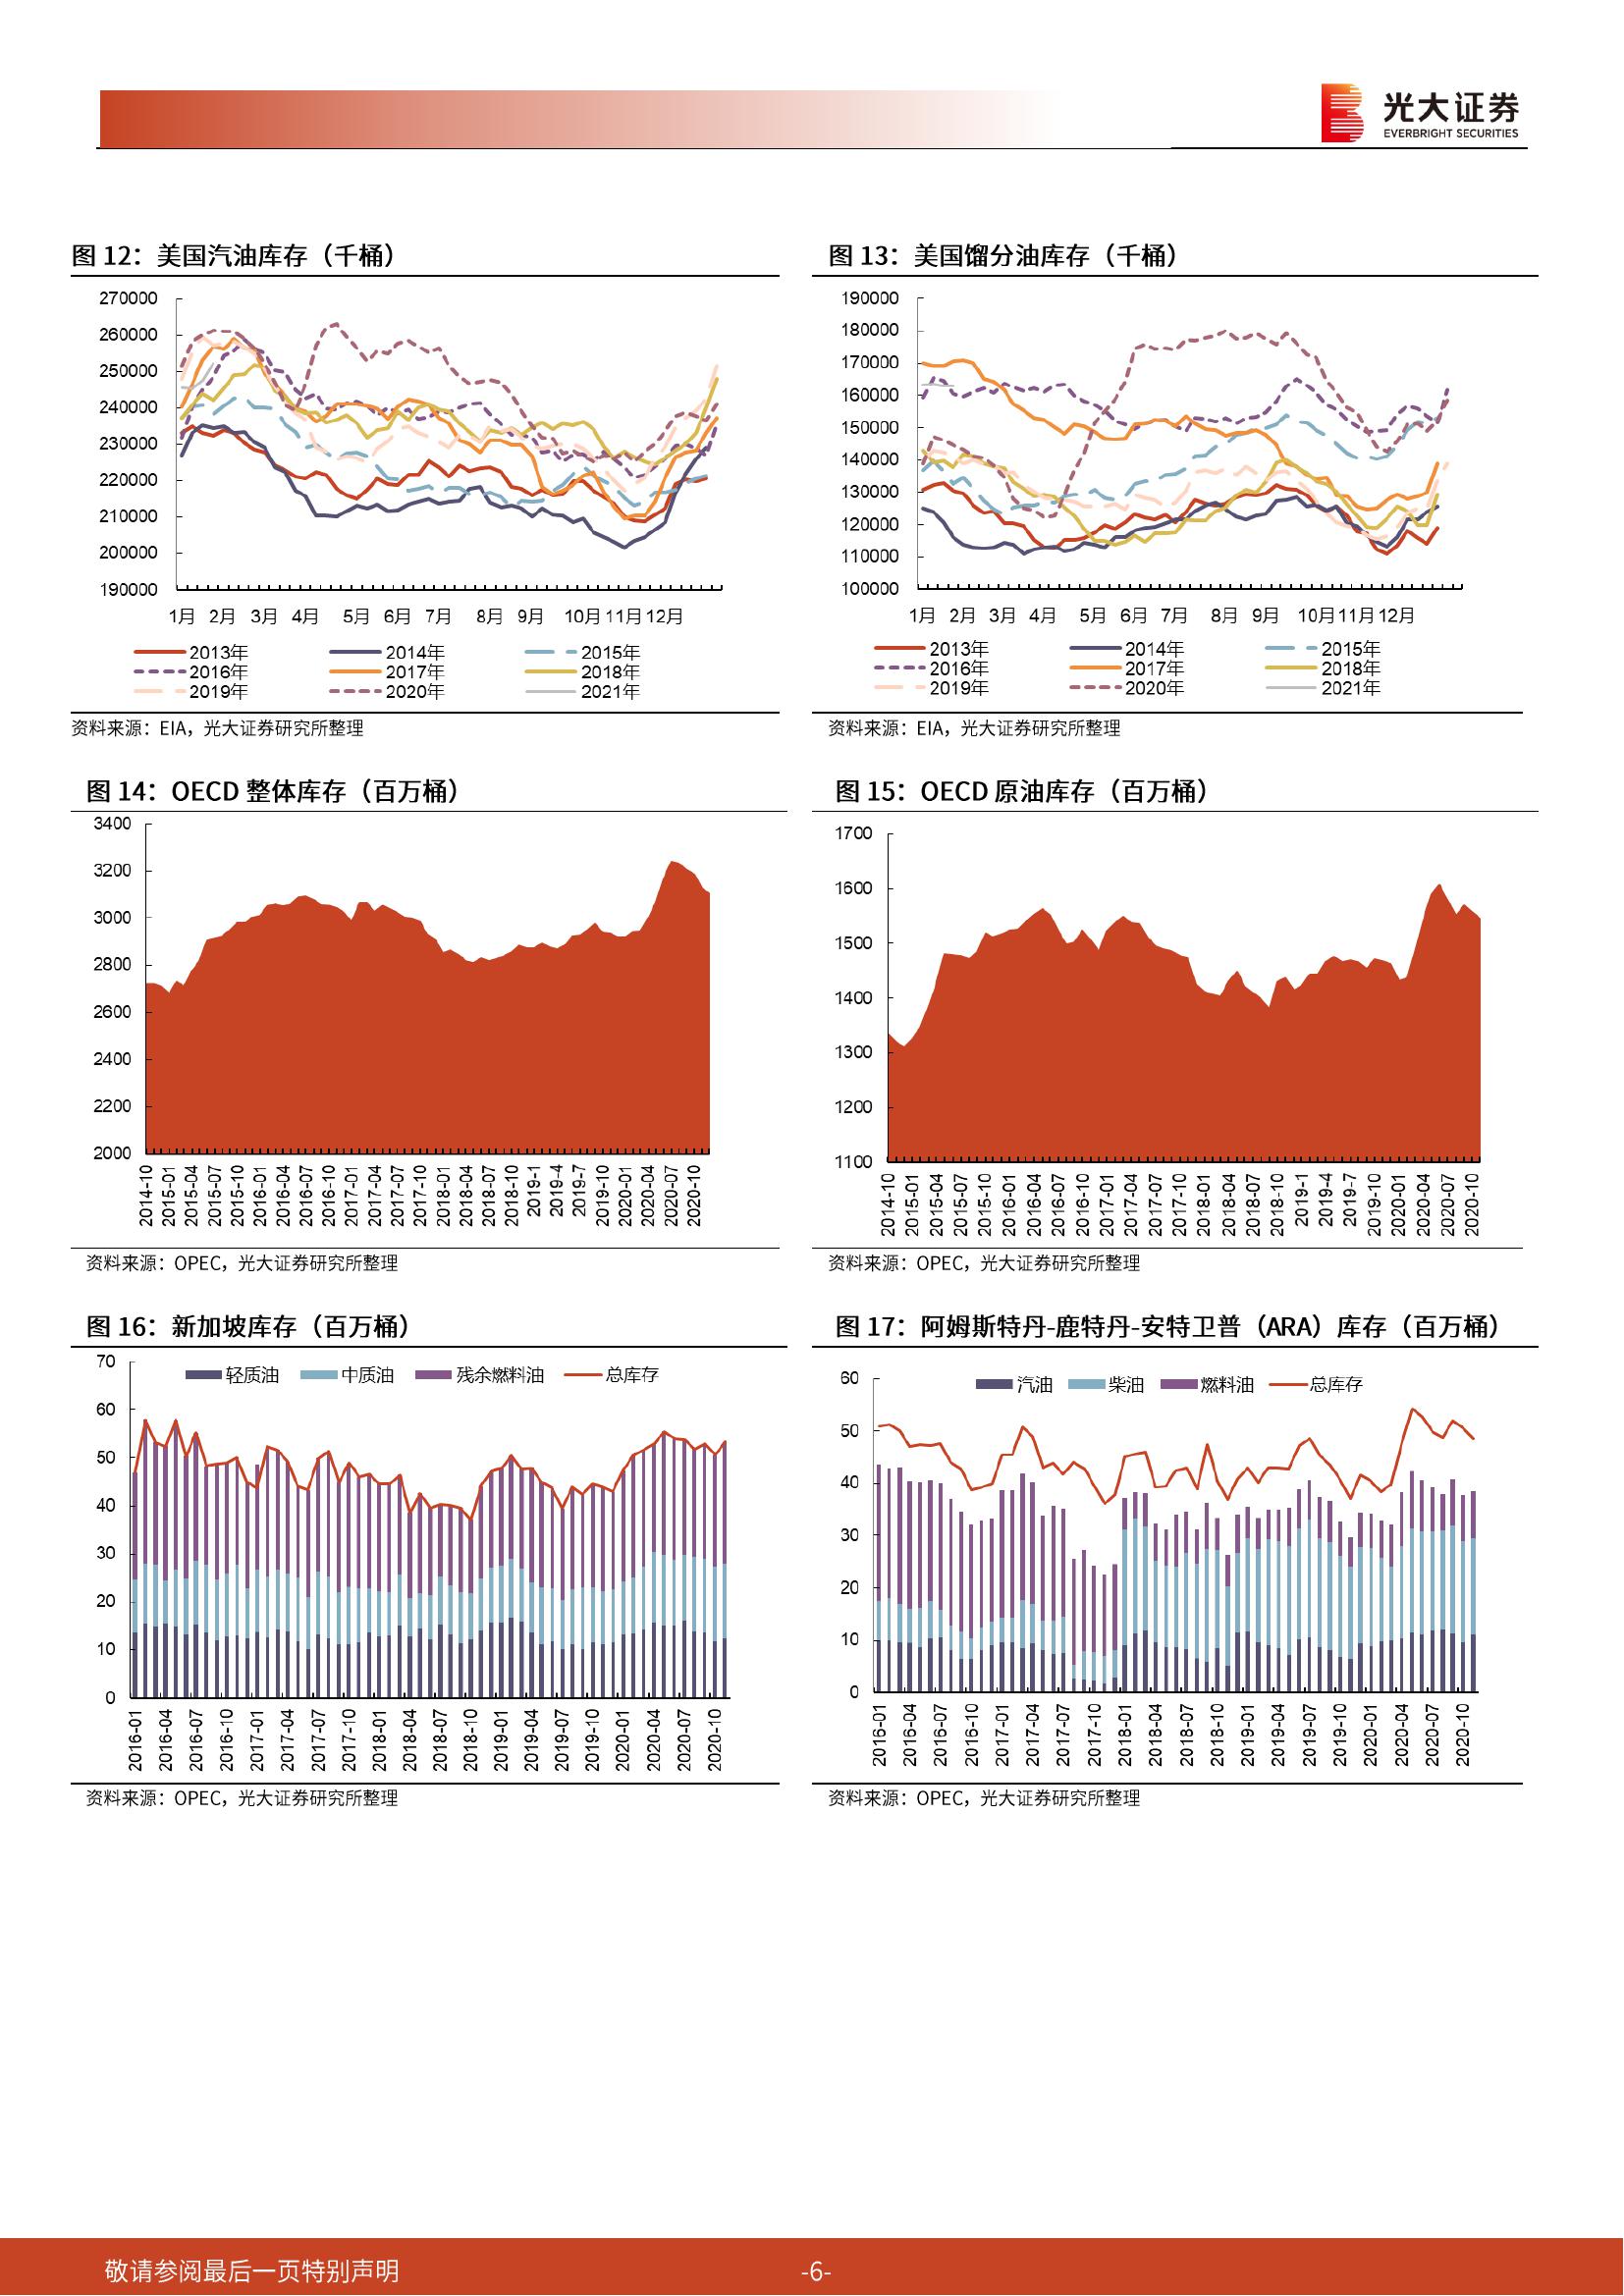 光大证券
EVERBRIGHT SECURITIES
图 12：美国汽油库存（千桶）
270000
260000
250000
240000
230000
220000
210000
200000
190000
1月 2月 3月 4月 5月 6月 7月 8月 9月 10月 11月 12月
2013年 2014年 2015年
2016年 2017年 2018年
2019年 2020年 2021年
资料来源：EIA，光大证券研究所整理
图 13：美国馏分油库存（千桶）
190000
180000
170000
160000
150000
140000
130000
120000
110000
100000
1月 2月 3月 4月 5月 6月 7月 8月 9月 10月 11月 12月
2013年 2014年 2015年
2016年 2017年 2018年
2019年 2020年 2021年
资料来源：EIA，光大证券研究所整理
图 14：OECD 整体库存（百万桶）
3400
3200
3000
2800
2600
2400
2200
2000
2014-10 2015-01 2015-04 2015-07 2015-10 2016-01 2016-04 2016-07 2016-10 2017-01 2017-04 2017-07 2017-10 2018-01 2018-04 2018-07 2018-10 2019-1 2019-4 2019-7 2019-10 2020-01 2020-04 2020-07 2020-10
资料来源：OPEC，光大证券研究所整理
图 15：OECD 原油库存（百万桶）
1700
1600
1500
1400
1300
1200
1100
2014-10 2015-01 2015-04 2015-07 2015-10 2016-01 2016-04 2016-07 2016-10 2017-01 2017-04 2017-07 2017-10 2018-01 2018-04 2018-07 2018-10 2019-1 2019-4 2019-7 2019-10 2020-01 2020-04 2020-07 2020-10
资料来源：OPEC，光大证券研究所整理
图 16：新加坡库存（百万桶）
轻质油 中质油 残余燃料油 总库存
70
60
50
40
30
20
10
0
2016-01 2016-04 2016-07 2016-10 2017-01 2017-04 2017-07 2017-10 2018-01 2018-04 2018-07 2018-10 2019-01 2019-04 2019-07 2019-10 2020-01 2020-04 2020-07 2020-10
资料来源：OPEC，光大证券研究所整理
图 17：阿姆斯特丹-鹿特丹-安特卫普（ARA）库存（百万桶）
汽油 柴油 燃料油 总库存
60
50
40
30
20
10
0
2016-01 2016-04 2016-07 2016-10 2017-01 2017-04 2017-07 2017-10 2018-01 2018-04 2018-07 2018-10 2019-01 2019-04 2019-07 2019-10 2020-01 2020-04 2020-07 2020-10
资料来源：OPEC，光大证券研究所整理
敬请参阅最后一页特别声明
-6-